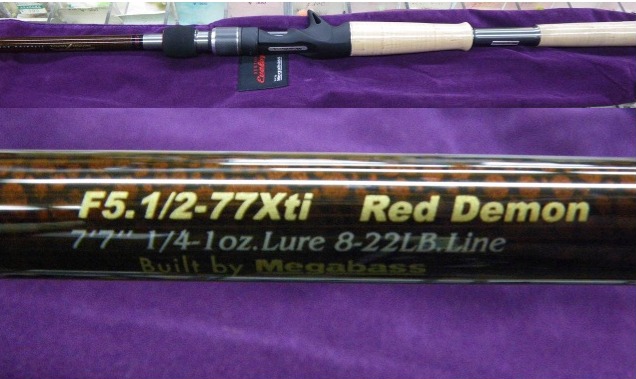 F5.1/2-77Xti Red Demon
7'7" 1/4-1oz.Lure 8-22LB.Line
Built by Megabass